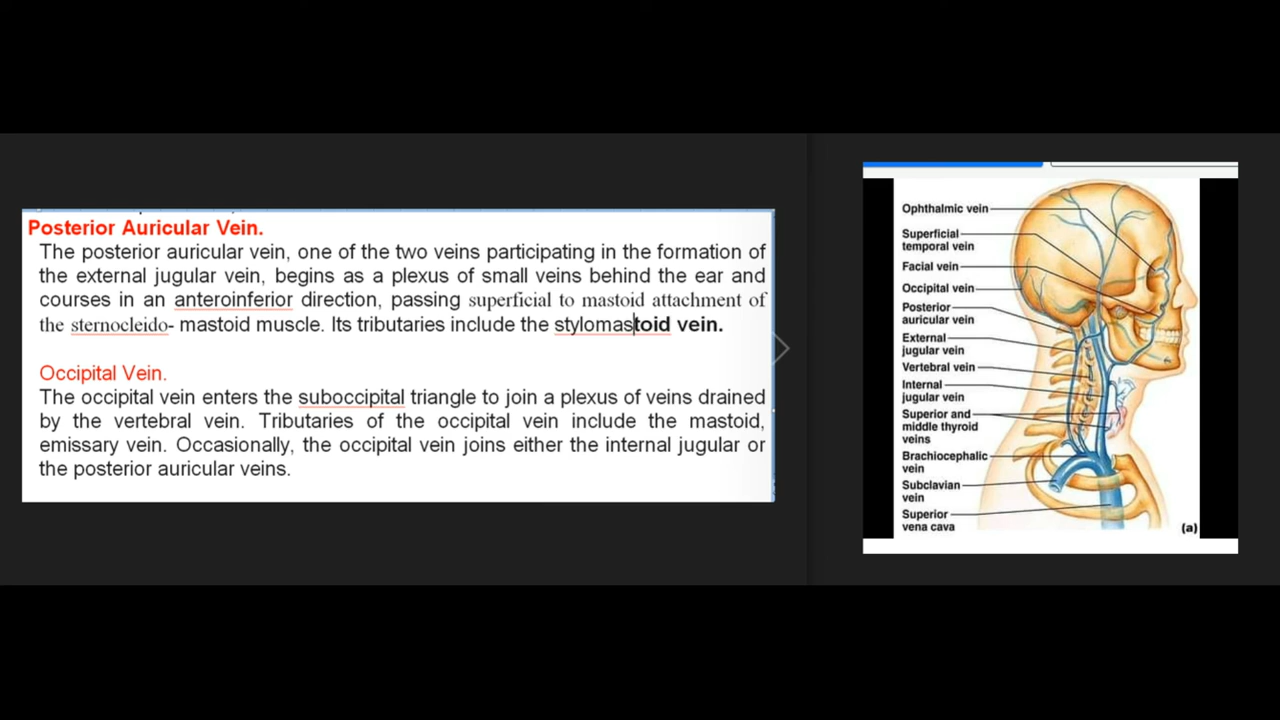 Posterior Auricular Vein.
The posterior auricular vein, one of the two veins participating in the formation of
the external jugular vein, begins as a plexus of small veins behind the ear and
courses in an anteroinferior direction, passing superficial to mastoid attachment of
the sternocleido- mastoid muscle. Its tributaries include the stylomastoid vein.
Occipital Vein.
The occipital vein enters the suboccipital triangle to join a plexus of veins drained
by the vertebral vein. Tributaries of the occipital vein include the mastoid,
emissary vein. Occasionally, the occipital vein joins either the internal jugular or
the posterior auricular veins.
Ophthalmic vein
Superficial
temporal vein
Facial vein
Occipital vein
Posterior
auricular vein
External
jugular vein
Vertebral vein
Internal
jugular vein
Superior and
middle thyroid
veins
Brachiocephalic
vein
Subclavian
vein
Superior
vena cava
(a)